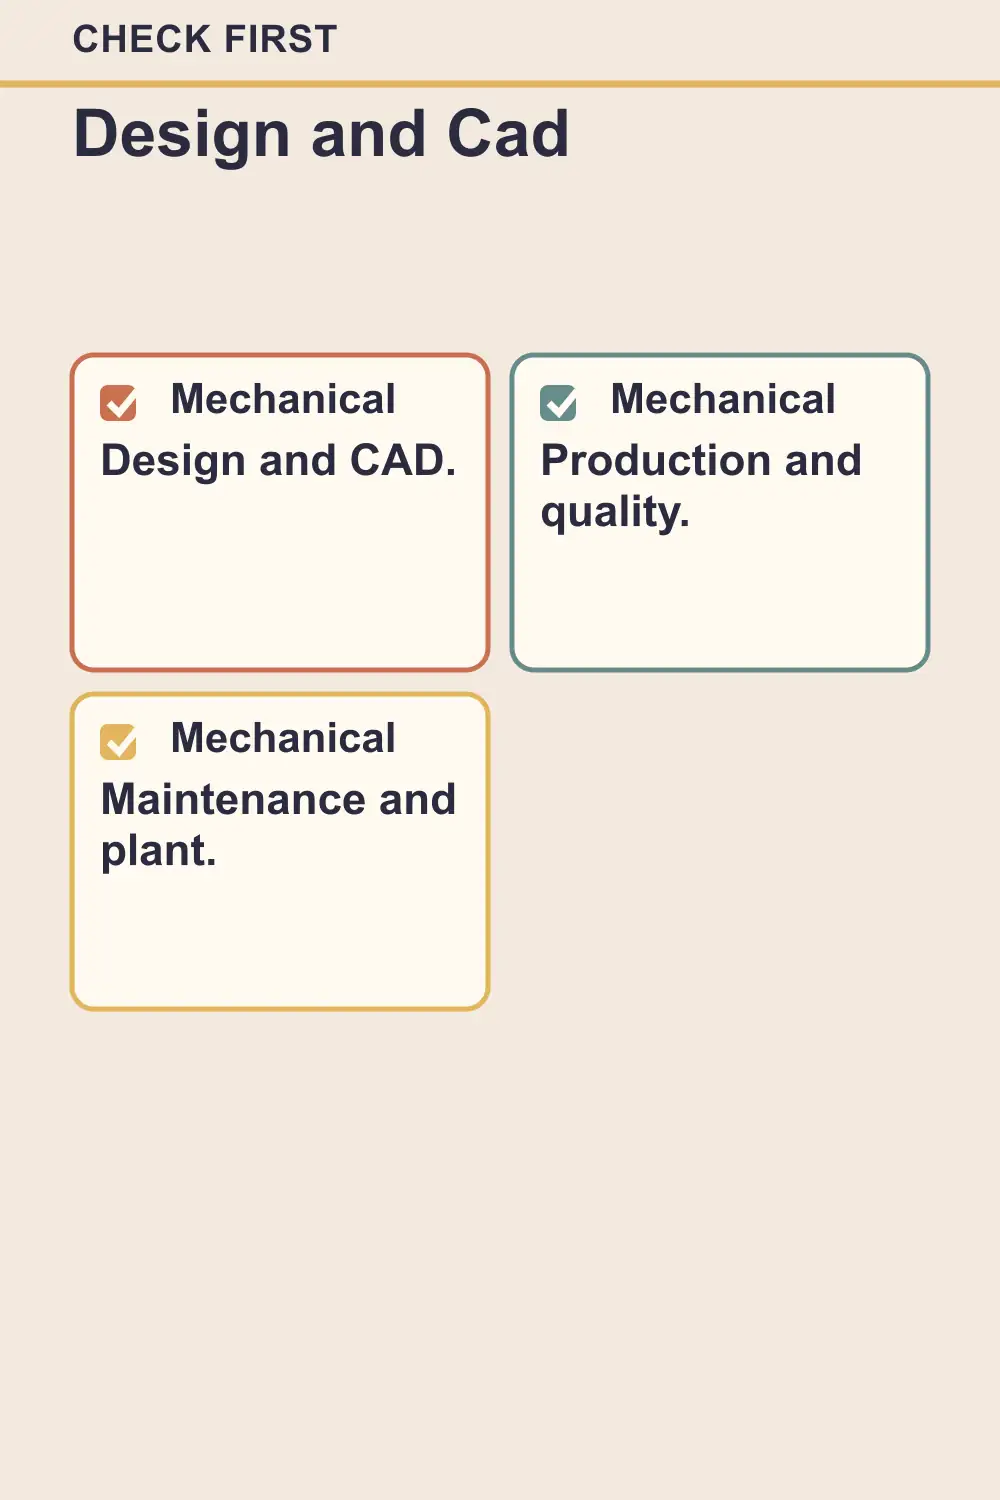 CHECK FIRST
Design and Cad
Mechanical
Design and CAD.
Mechanical
Production and
quality.
Mechanical
Maintenance and
plant.